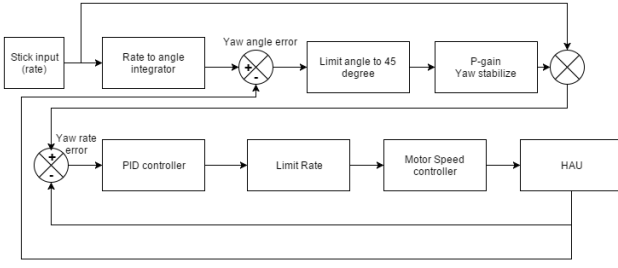 Yaw angle error
Stick input
(rate)
Rate to angle
integrator
+
-
Limit angle to 45
degree
P-gain
Yaw stabilize
Yaw rate
error
+
-
PID controller
Limit Rate
Motor Speed
controller
HAU